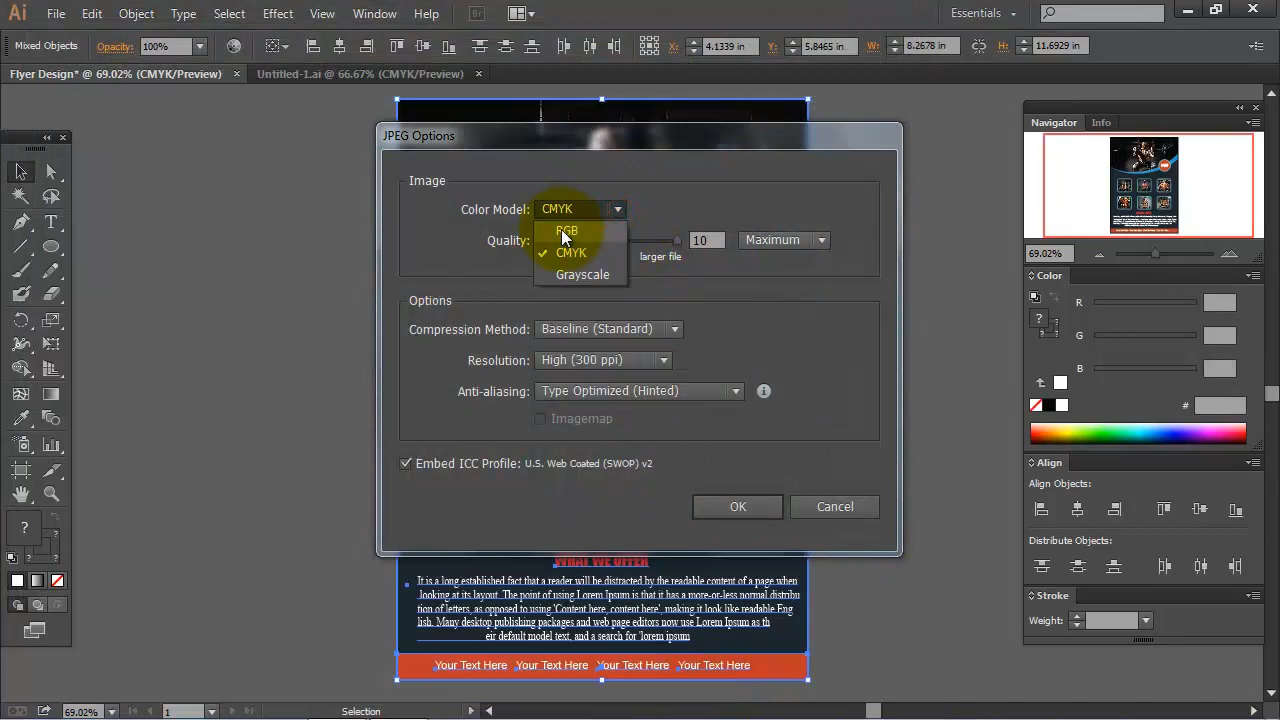 Ai File Edit Object Type Select Effect View Window Help Br Essentials
Mixed Objects Opacity: 100% X: 4.1339 in Y: 5.8465 in W: 8.2678 in H: 11.6929 in
Flyer Design* @ 69.02% (CMYK/Preview) × Untitled-1.ai @ 66.67% (CMYK/Preview) ×
JPEG Options
Image
Color Model: CMYK
RGB
CMYK
Grayscale
Quality: 10 Maximum
larger file
Options
Compression Method: Baseline (Standard)
Resolution: High (300 ppi)
Anti-aliasing: Type Optimized (Hinted)
Imagemap
Embed ICC Profile: U.S. Web Coated (SWOP) v2
OK Cancel
WHAT WE OFFER
It is a long established fact that a reader will be distracted by the readable content of a page when
looking at its layout. The point of using Lorem Ipsum is that it has a more-or-less normal distribu
tion of letters, as opposed to using 'Content here, content here', making it look like readable Eng
lish. Many desktop publishing packages and web page editors now use Lorem Ipsum as th
eir default model text, and a search for 'lorem ipsum
Your Text Here Your Text Here Your Text Here Your Text Here
Navigator Info
69.02%
Color
R
G
B
#
Align
Align Objects:
Distribute Objects:
Stroke
Weight:
? ?
69.02% 1 Selection